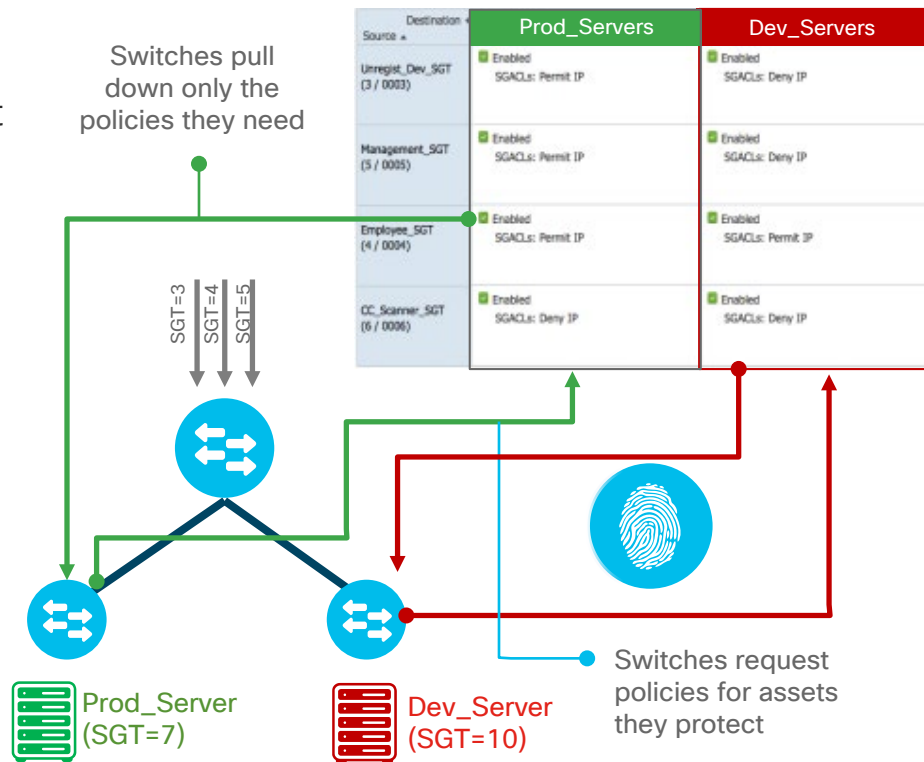 Switches pull
down only the
policies they need
t
Destination
Source
Prod_Servers
Dev_Servers
Unregist_Dev_SGT
(3 / 0003)
Enabled
SGACLs: Permit IP
Enabled
SGACLs: Deny IP
Management_SGT
(5 / 0005)
Enabled
SGACLs: Permit IP
Enabled
SGACLs: Deny IP
Employee_SGT
(4 / 0004)
Enabled
SGACLs: Permit IP
Enabled
SGACLs: Permit IP
CC_Scanner_SGT
(6 / 0006)
Enabled
SGACLs: Deny IP
Enabled
SGACLs: Deny IP
SGT=3
SGT=4
SGT=5
Prod_Server
(SGT=7)
Dev_Server
(SGT=10)
Switches request
policies for assets
they protect